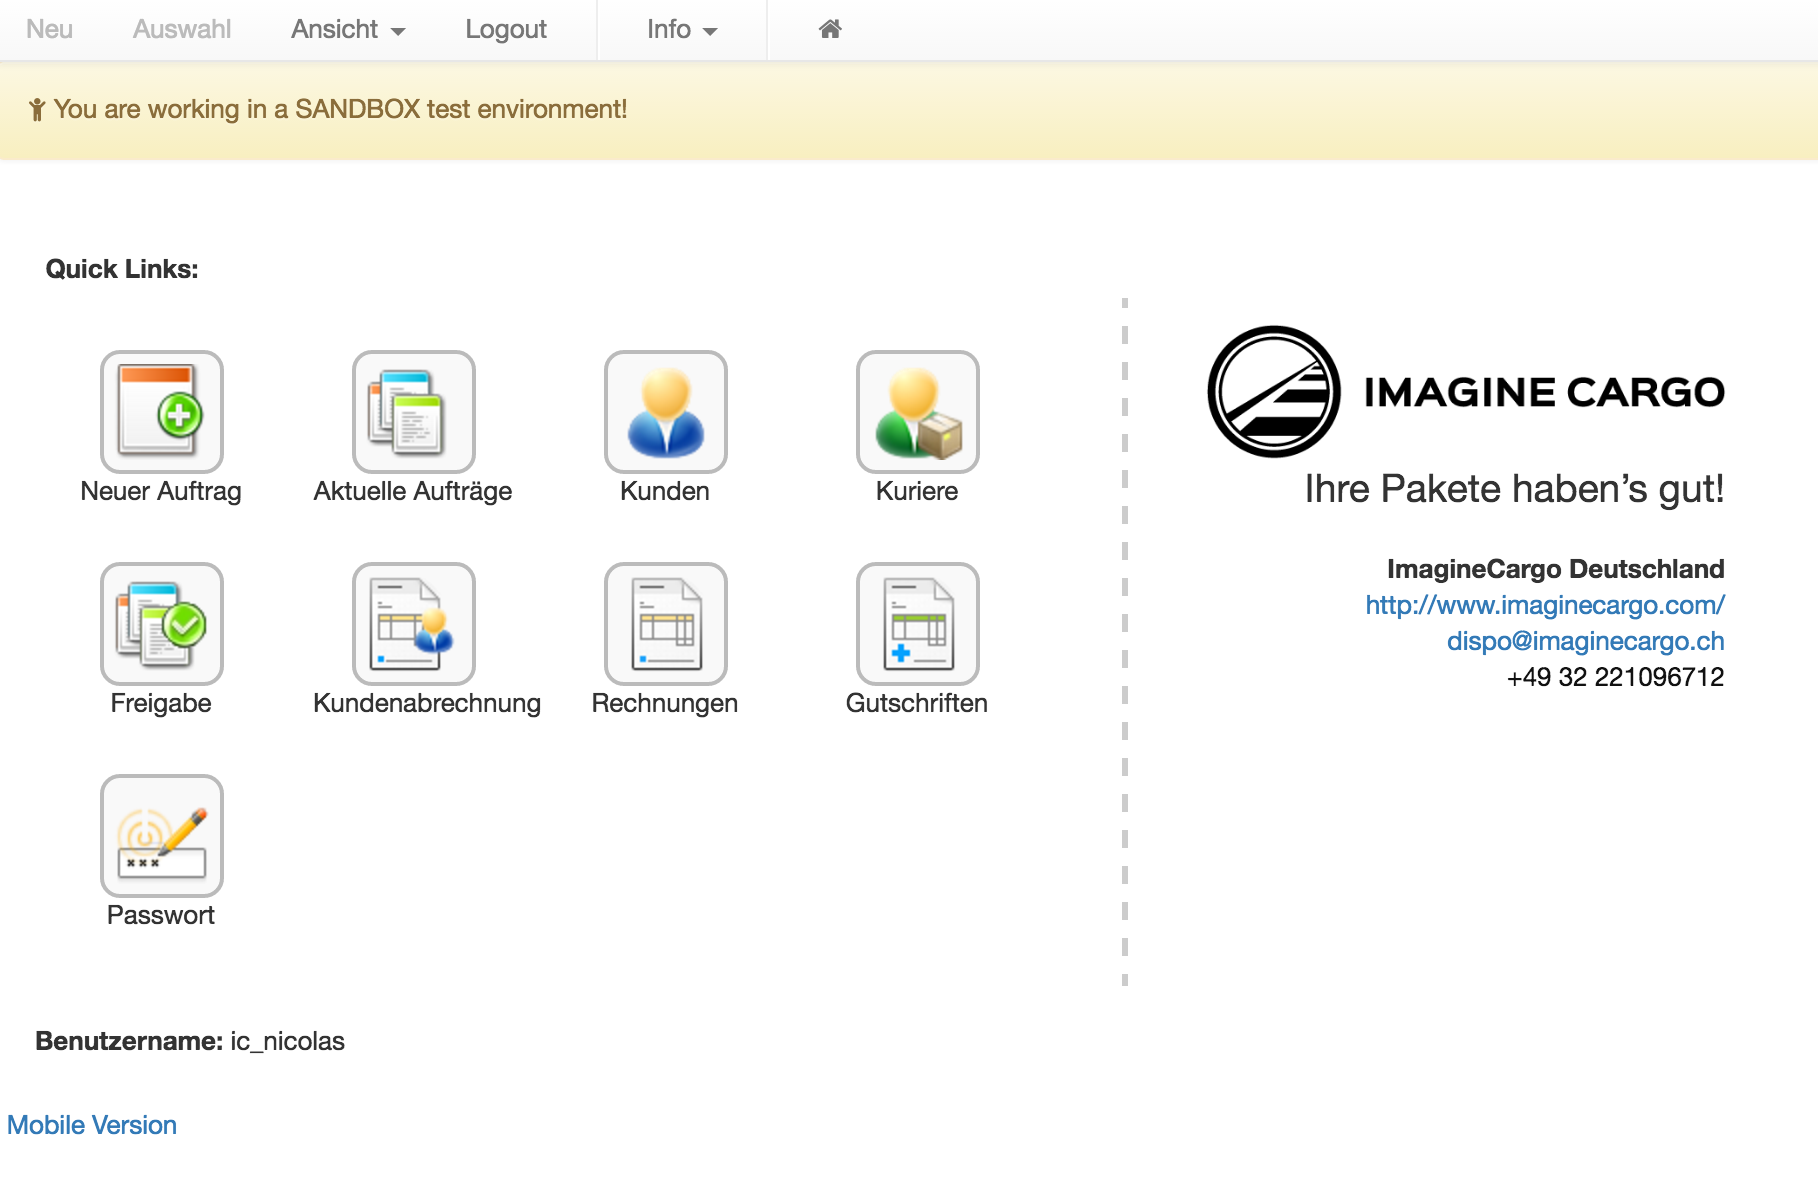 Neu Auswahl Ansicht Logout Info
You are working in a SANDBOX test environment!
Quick Links:
Neuer Auftrag Aktuelle Aufträge Kunden Kuriere
Freigabe Kundenabrechnung Rechnungen Gutschriften
Passwort
IMAGINE CARGO
Ihre Pakete haben’s gut!
ImagineCargo Deutschland
http://www.imaginecargo.com/
dispo@imaginecargo.ch
+49 32 221096712
Benutzername: ic_nicolas
Mobile Version